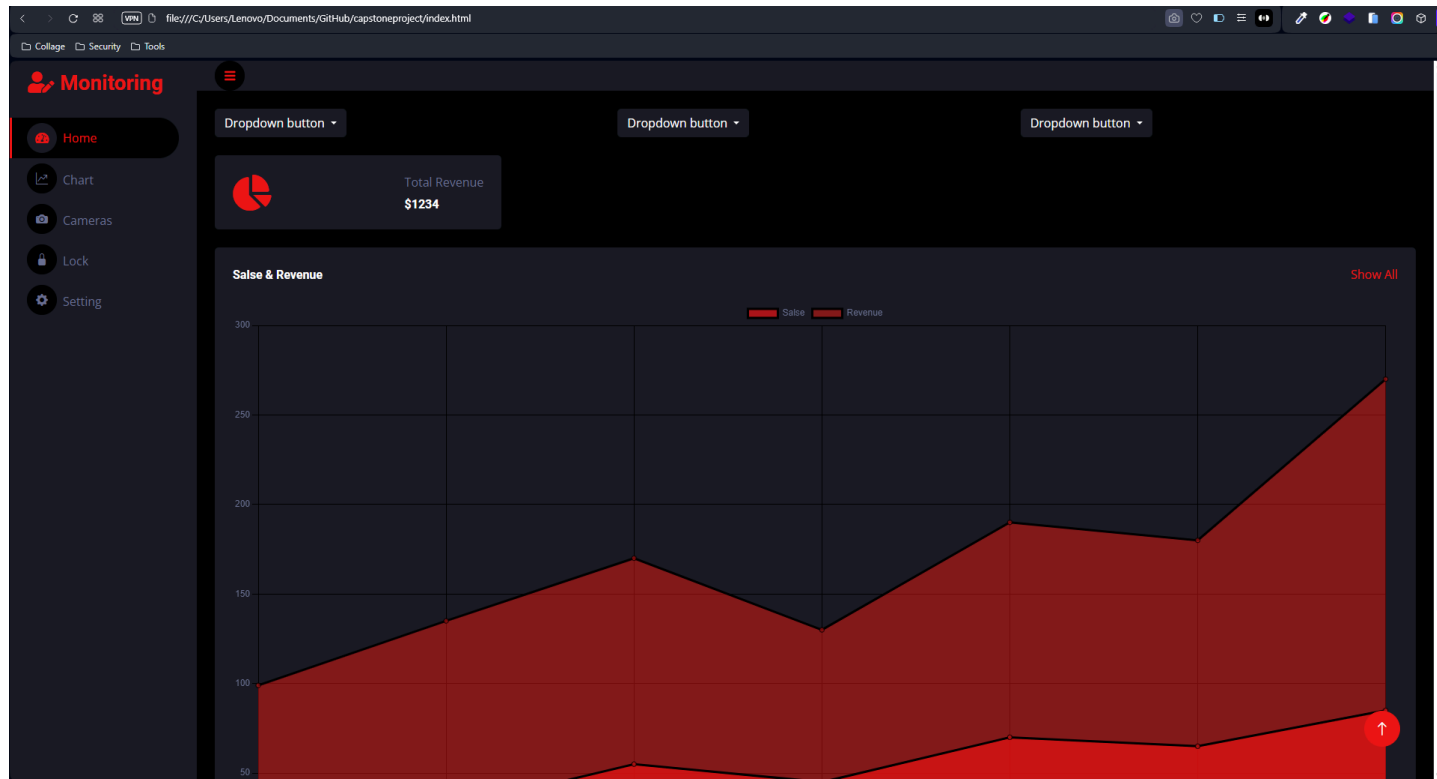 VPN file:///C:/Users/Lenovo/Documents/GitHub/capstoneproject/index.html
Collage Security Tools
Monitoring
Home
Chart
Cameras
Lock
Setting
Dropdown button Dropdown button Dropdown button
Total Revenue
$1234
Salse & Revenue Show All
Salse Revenue
300
250
200
150
100
50